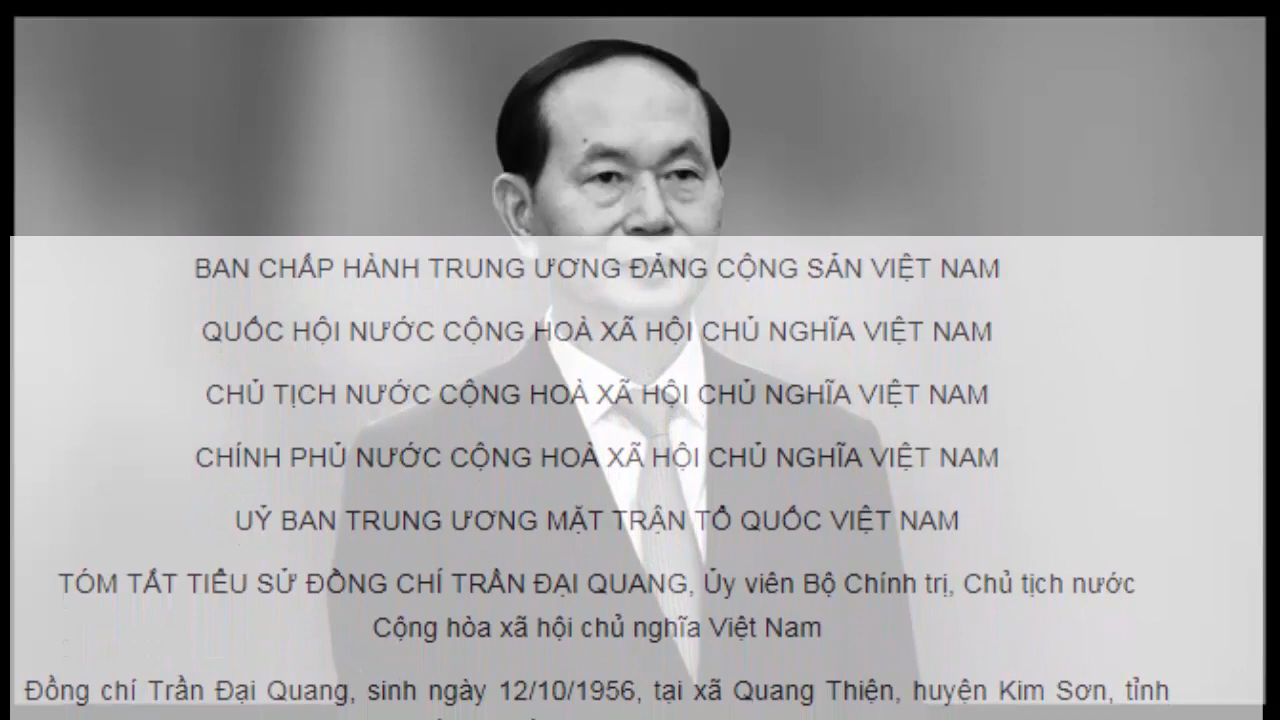 BAN CHẤP HÀNH TRUNG ƯƠNG ĐẢNG CỘNG SẢN VIỆT NAM
QUỐC HỘI NƯỚC CỘNG HOÀ XÃ HỘI CHỦ NGHĨA VIỆT NAM
CHỦ TỊCH NƯỚC CỘNG HOÀ XÃ HỘI CHỦ NGHĨA VIỆT NAM
CHÍNH PHỦ NƯỚC CỘNG HOÀ XÃ HỘI CHỦ NGHĨA VIỆT NAM
UỶ BAN TRUNG ƯƠNG MẶT TRẬN TỔ QUỐC VIỆT NAM
TÓM TẮT TIỂU SỬ ĐỒNG CHÍ TRẦN ĐẠI QUANG, Ủy viên Bộ Chính trị, Chủ tịch nước
Cộng hòa xã hội chủ nghĩa Việt Nam
Đồng chí Trần Đại Quang, sinh ngày 12/10/1956, tại xã Quang Thiện, huyện Kim Sơn, tỉnh